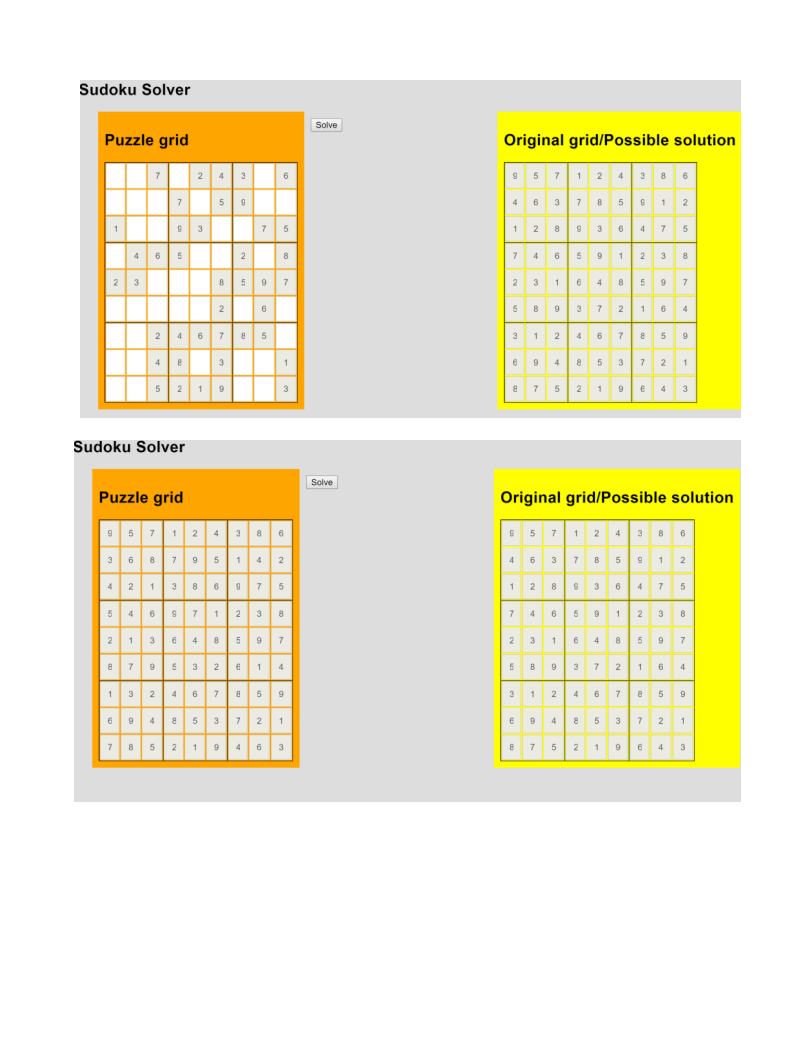 Sudoku Solver
Puzzle grid
Solve
Original grid/Possible solution
7 2 4 3 6
7 5 9
1 9 3 7 5
4 6 5 2 8
2 3 8 5 9 7
2 6
2 4 6 7 8 5
4 8 3 1
5 2 1 9 3
9 5 7 1 2 4 3 8 6
4 6 3 7 8 5 9 1 2
1 2 8 9 3 6 4 7 5
7 4 6 5 9 1 2 3 8
2 3 1 6 4 8 5 9 7
5 8 9 3 7 2 1 6 4
3 1 2 4 6 7 8 5 9
6 9 4 8 5 3 7 2 1
8 7 5 2 1 9 6 4 3
Sudoku Solver
Puzzle grid
Solve
Original grid/Possible solution
9 5 7 1 2 4 3 8 6
3 6 8 7 9 5 1 4 2
4 2 1 3 8 6 9 7 5
5 4 6 9 7 1 2 3 8
2 1 3 6 4 8 5 9 7
8 7 9 5 3 2 6 1 4
1 3 2 4 6 7 8 5 9
6 9 4 8 5 3 7 2 1
7 8 5 2 1 9 4 6 3
9 5 7 1 2 4 3 8 6
4 6 3 7 8 5 9 1 2
1 2 8 9 3 6 4 7 5
7 4 6 5 9 1 2 3 8
2 3 1 6 4 8 5 9 7
5 8 9 3 7 2 1 6 4
3 1 2 4 6 7 8 5 9
6 9 4 8 5 3 7 2 1
8 7 5 2 1 9 6 4 3